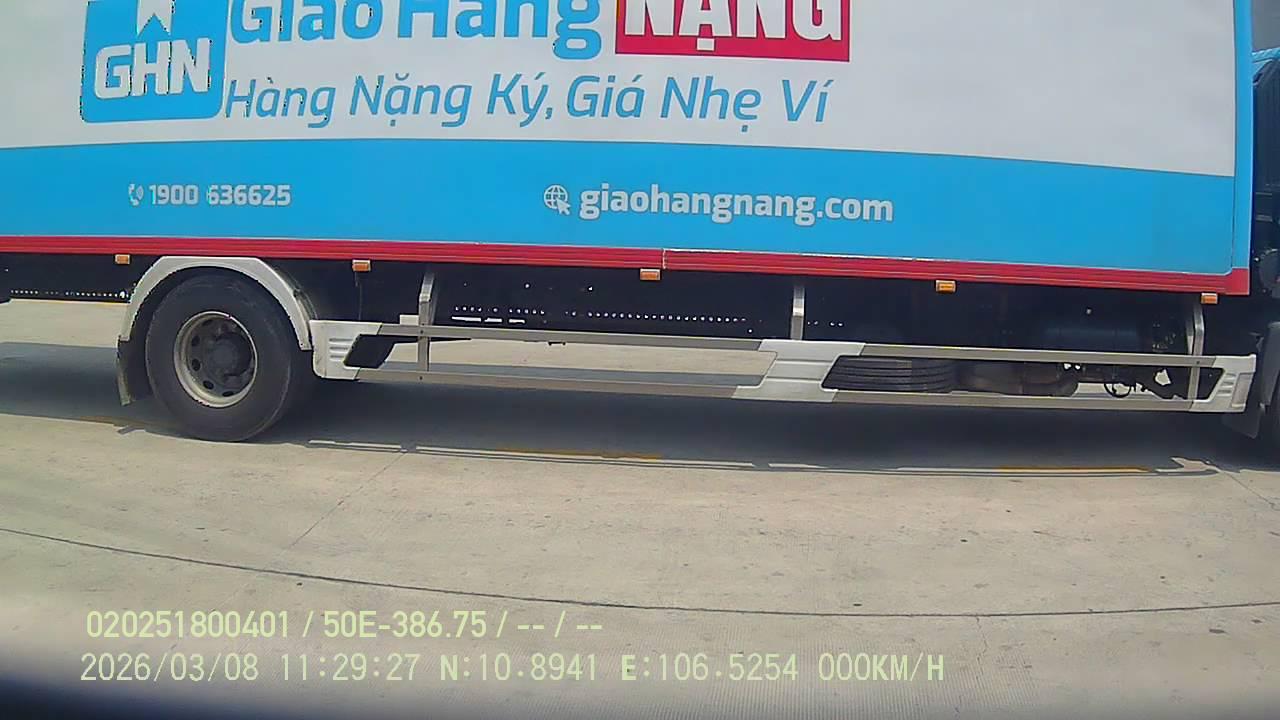 Giao Hàng NẶNG
GHN
Hàng Nặng Ký, Giá Nhẹ Ví
1900 636625
giaohangnang.com
020251800401 / 50E-386.75 / -- / --
2026/03/08 11:29:27 N:10.8941 E:106.5254 000KM/H